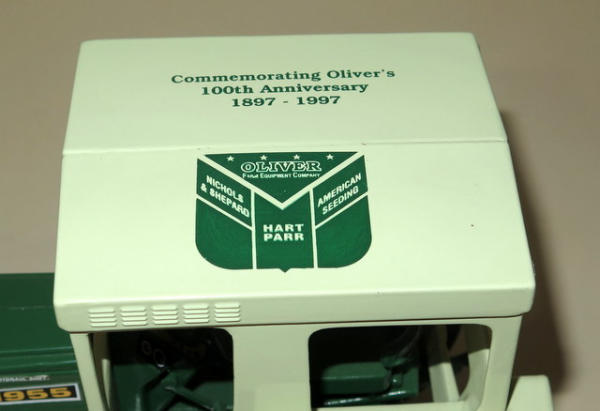 Commemorating Oliver's
100th Anniversary
1897 - 1997
OLIVER
FARM EQUIPMENT COMPANY
NICHOLS
& SHEPARD
AMERICAN
SEEDING
HART
PARR
1955